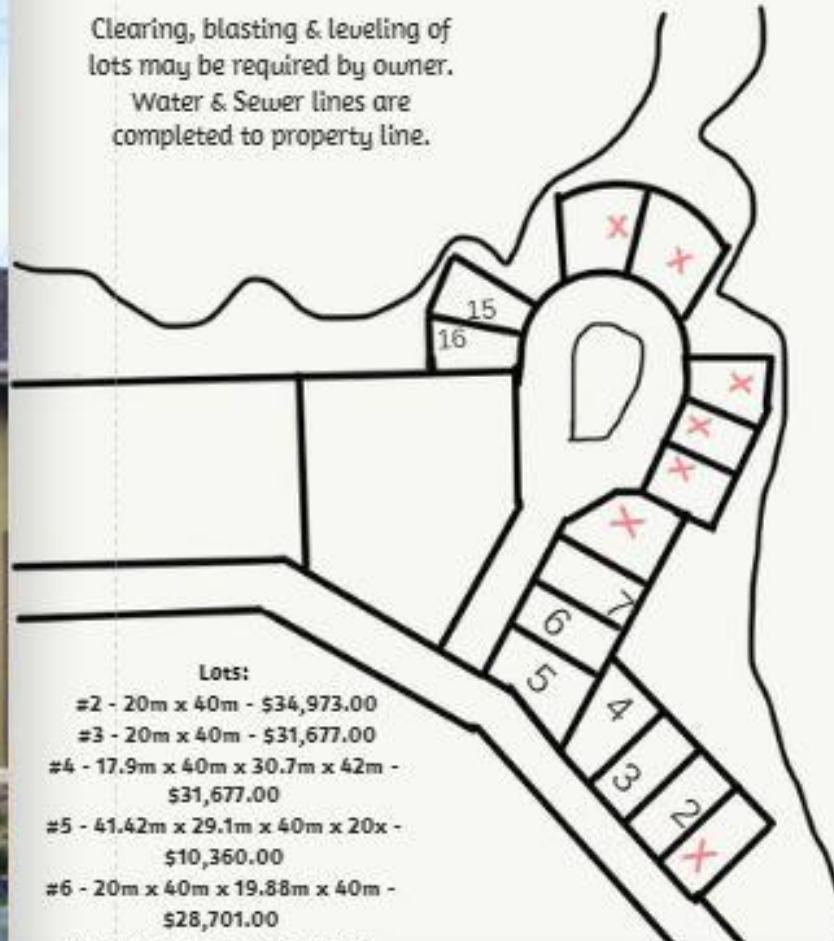 Clearing, blasting & leveling of
lots may be required by owner.
Water & Sewer lines are
completed to property line.
x
x
15
16
x
x
x
x
7
6
5
4
3
2
x
Lots:
#2 - 20m x 40m - $34,973.00
#3 - 20m x 40m - $31,677.00
#4 - 17.9m x 40m x 30.7m x 42m -
$31,677.00
#5 - 41.42m x 29.1m x 40m x 20x -
$10,360.00
#6 - 20m x 40m x 19.88m x 40m -
$28,701.00